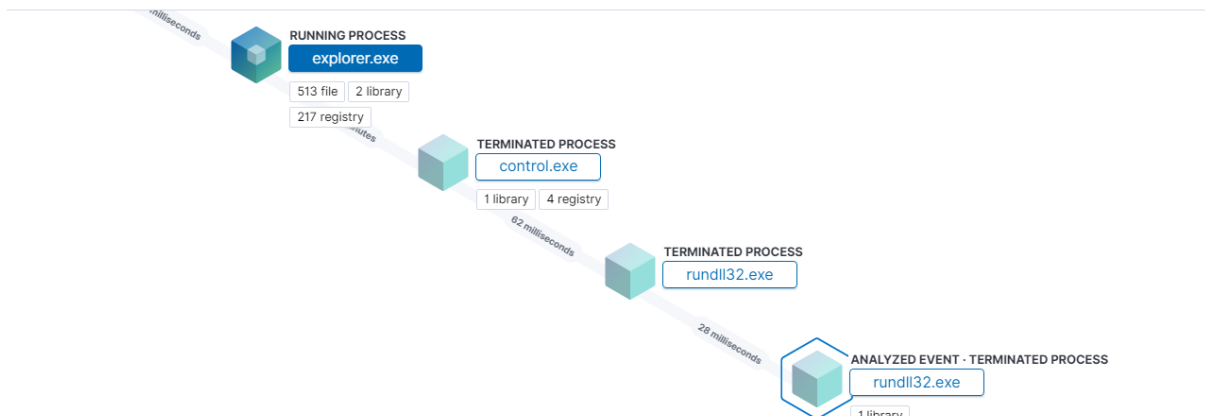 milliseconds
RUNNING PROCESS
explorer.exe
513 file 2 library
217 registry
TERMINATED PROCESS
control.exe
1 library 4 registry
62 milliseconds
TERMINATED PROCESS
rundll32.exe
28 milliseconds
ANALYZED EVENT · TERMINATED PROCESS
rundll32.exe
1 library